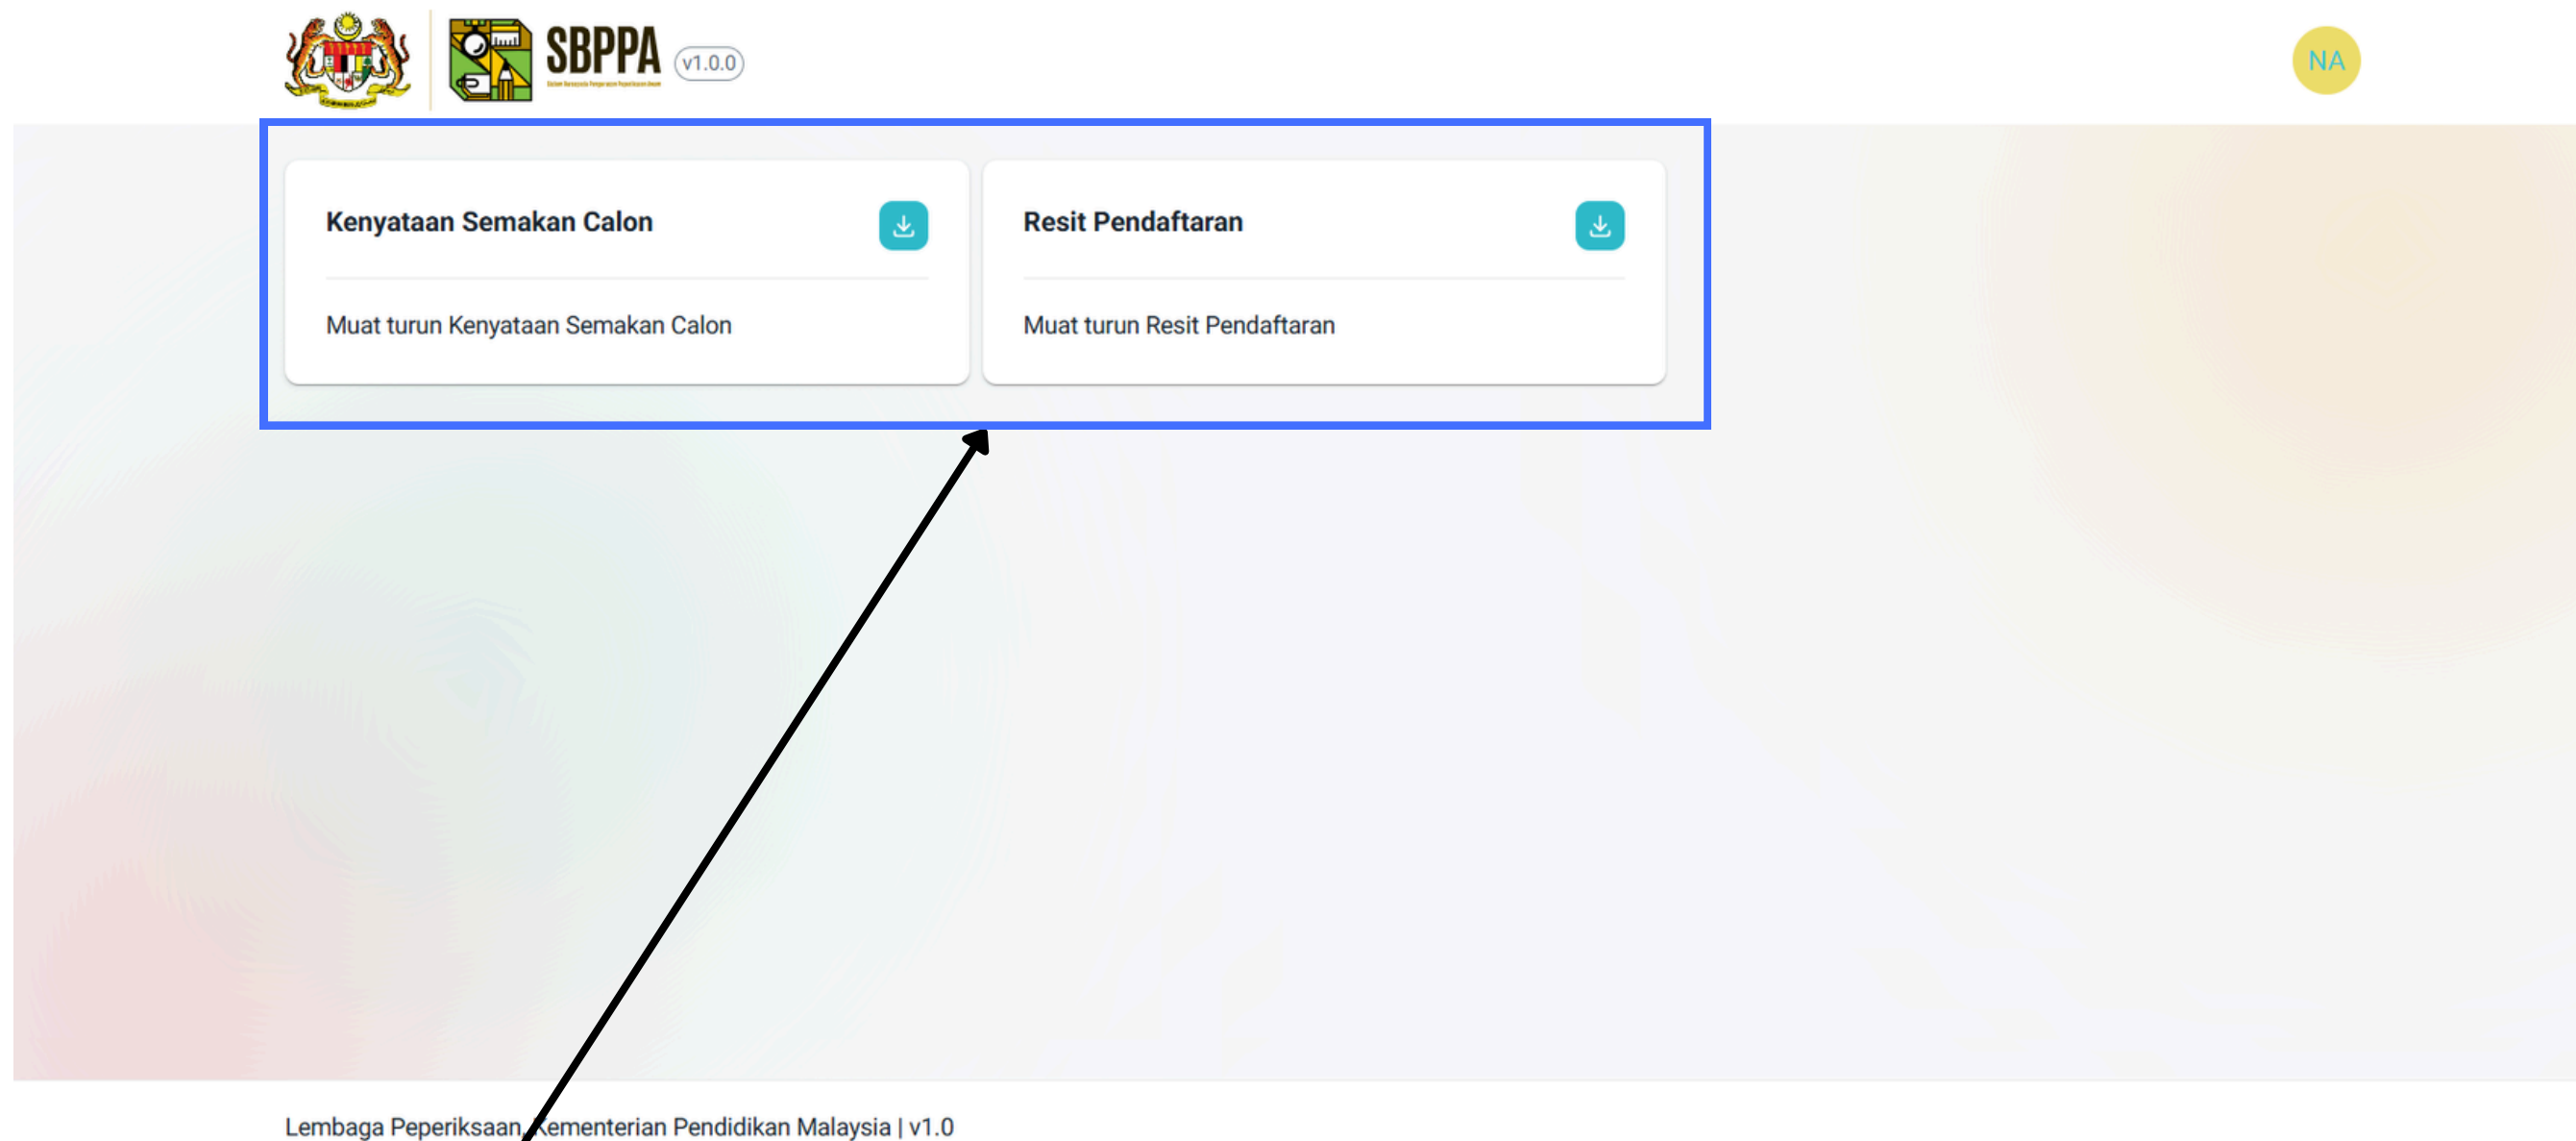 SBPPA
v1.0.0
NA
Kenyataan Semakan Calon
Muat turun Kenyataan Semakan Calon
Resit Pendaftaran
Muat turun Resit Pendaftaran
Lembaga Peperiksaan, Kementerian Pendidikan Malaysia | v1.0